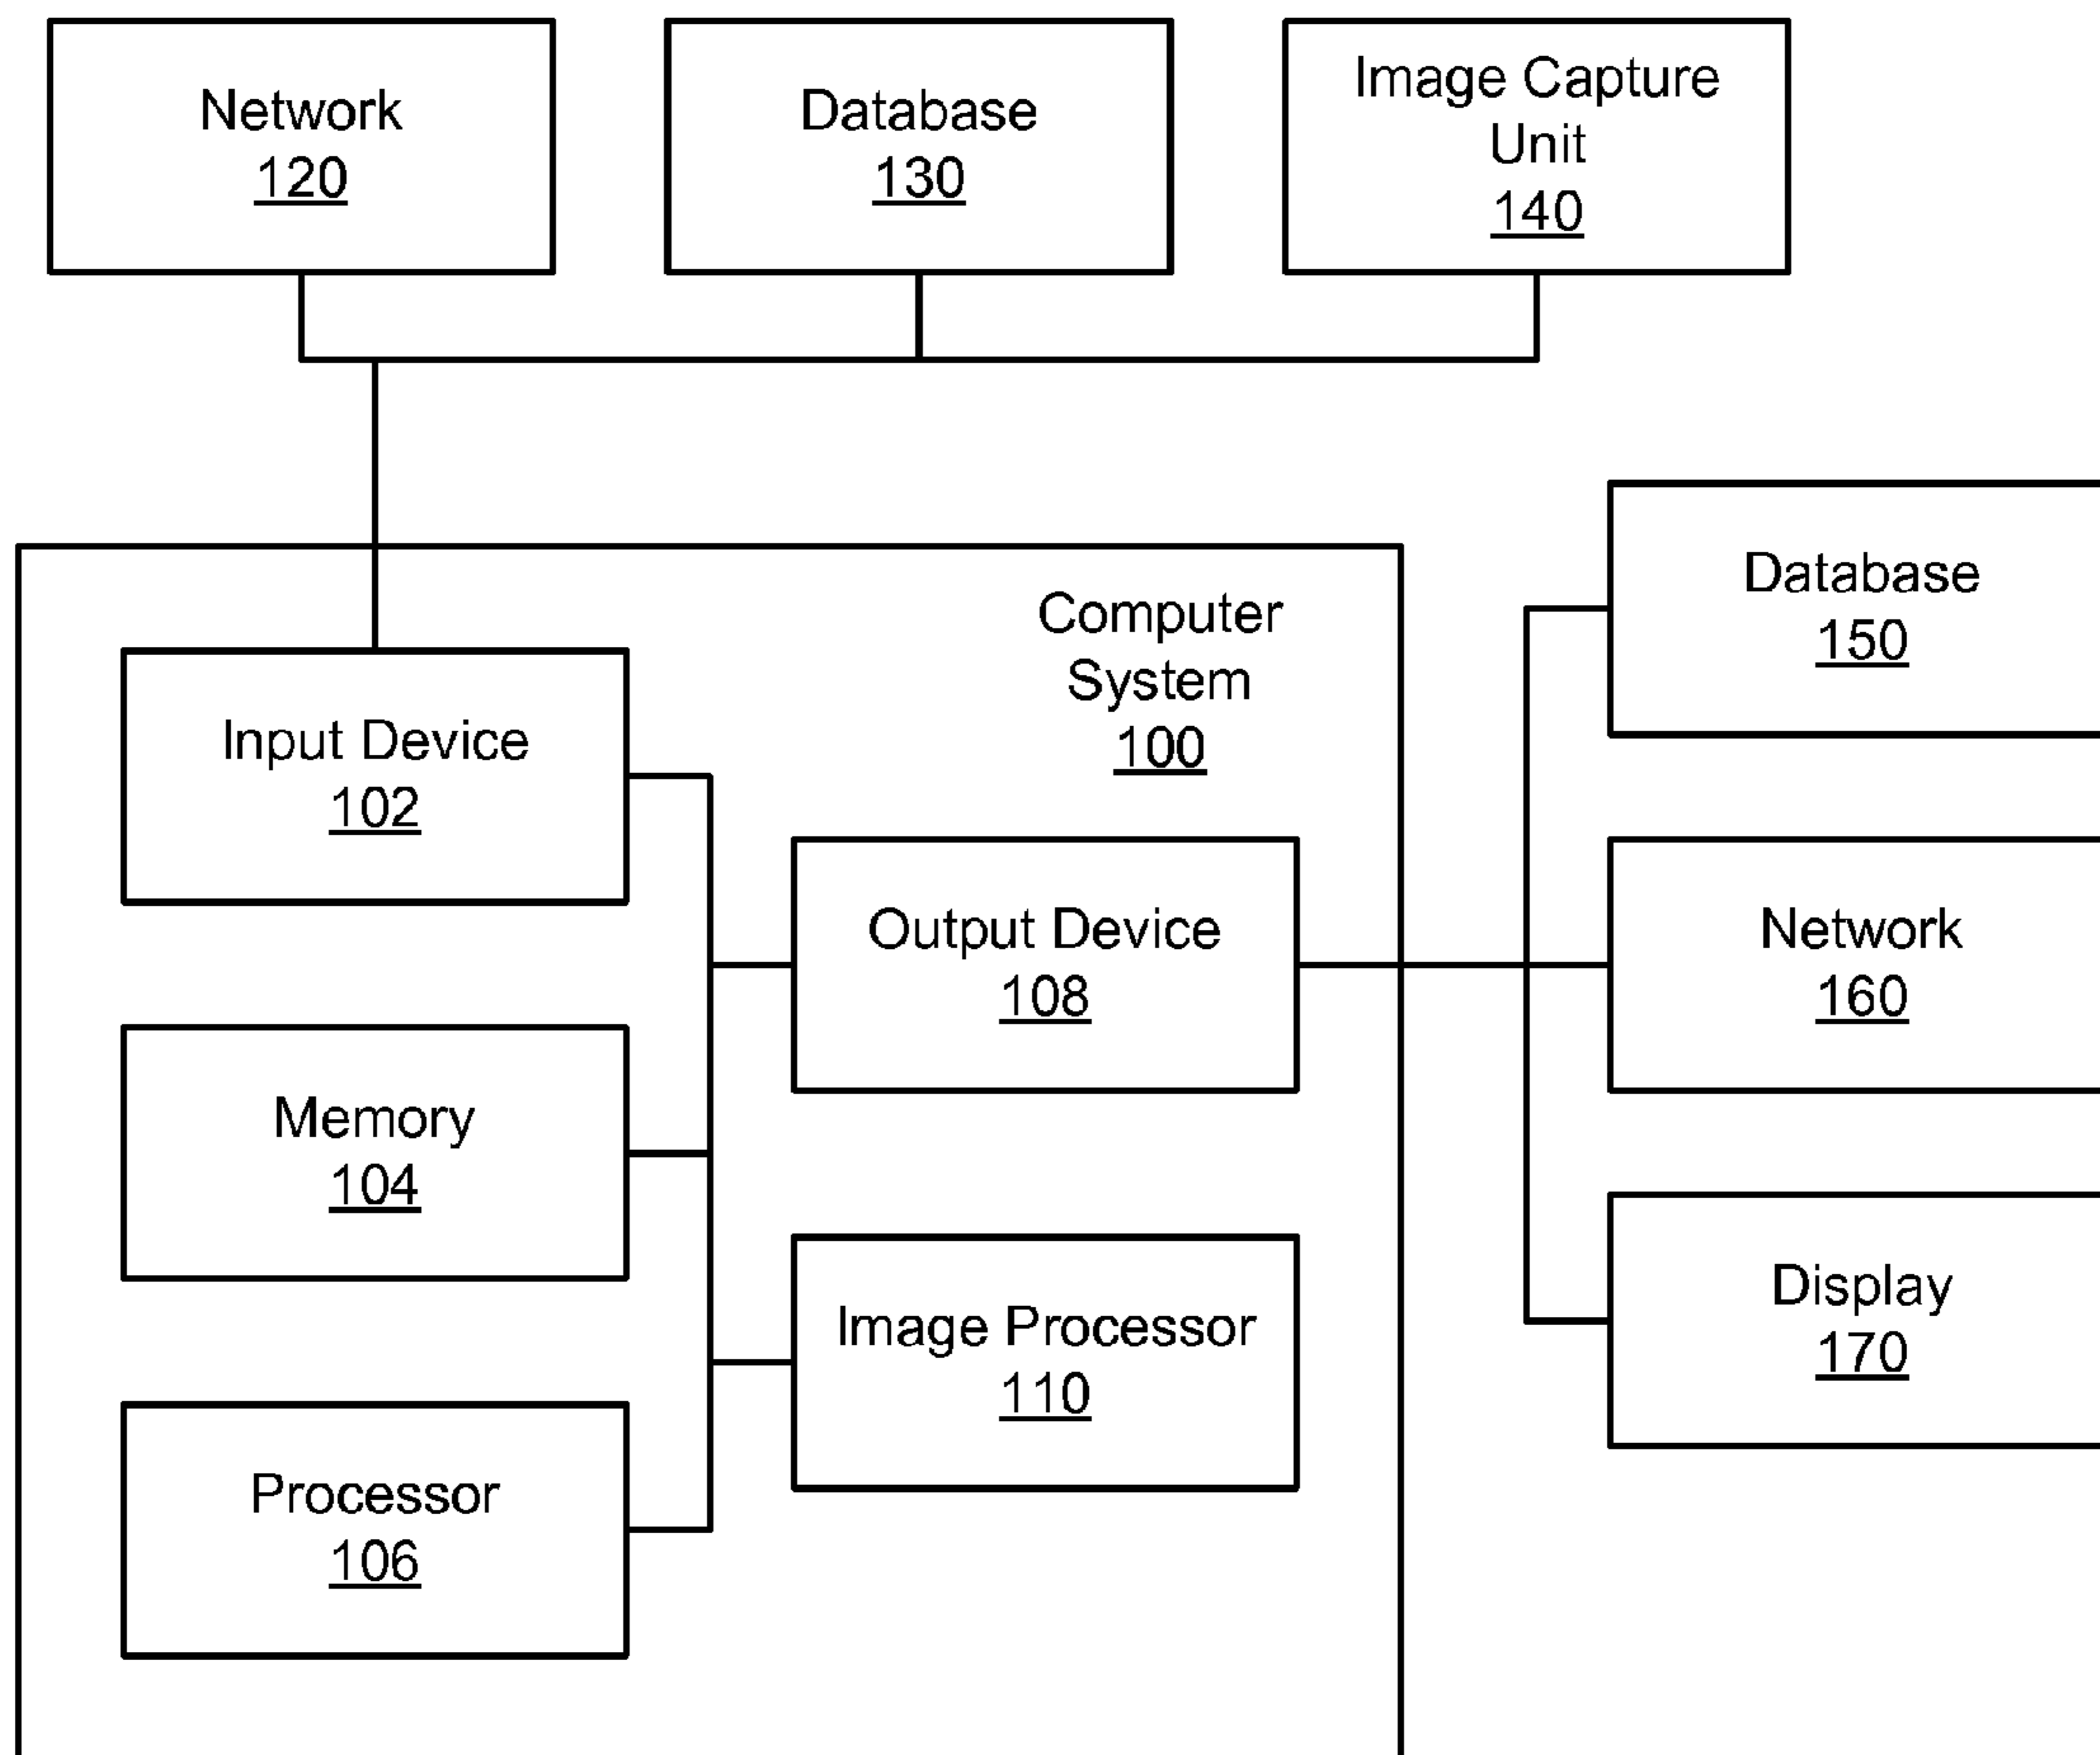 Network
120
Database
130
Image Capture
Unit
140
Computer
System
100
Input Device
102
Memory
104
Processor
106
Output Device
108
Image Processor
110
Database
150
Network
160
Display
170